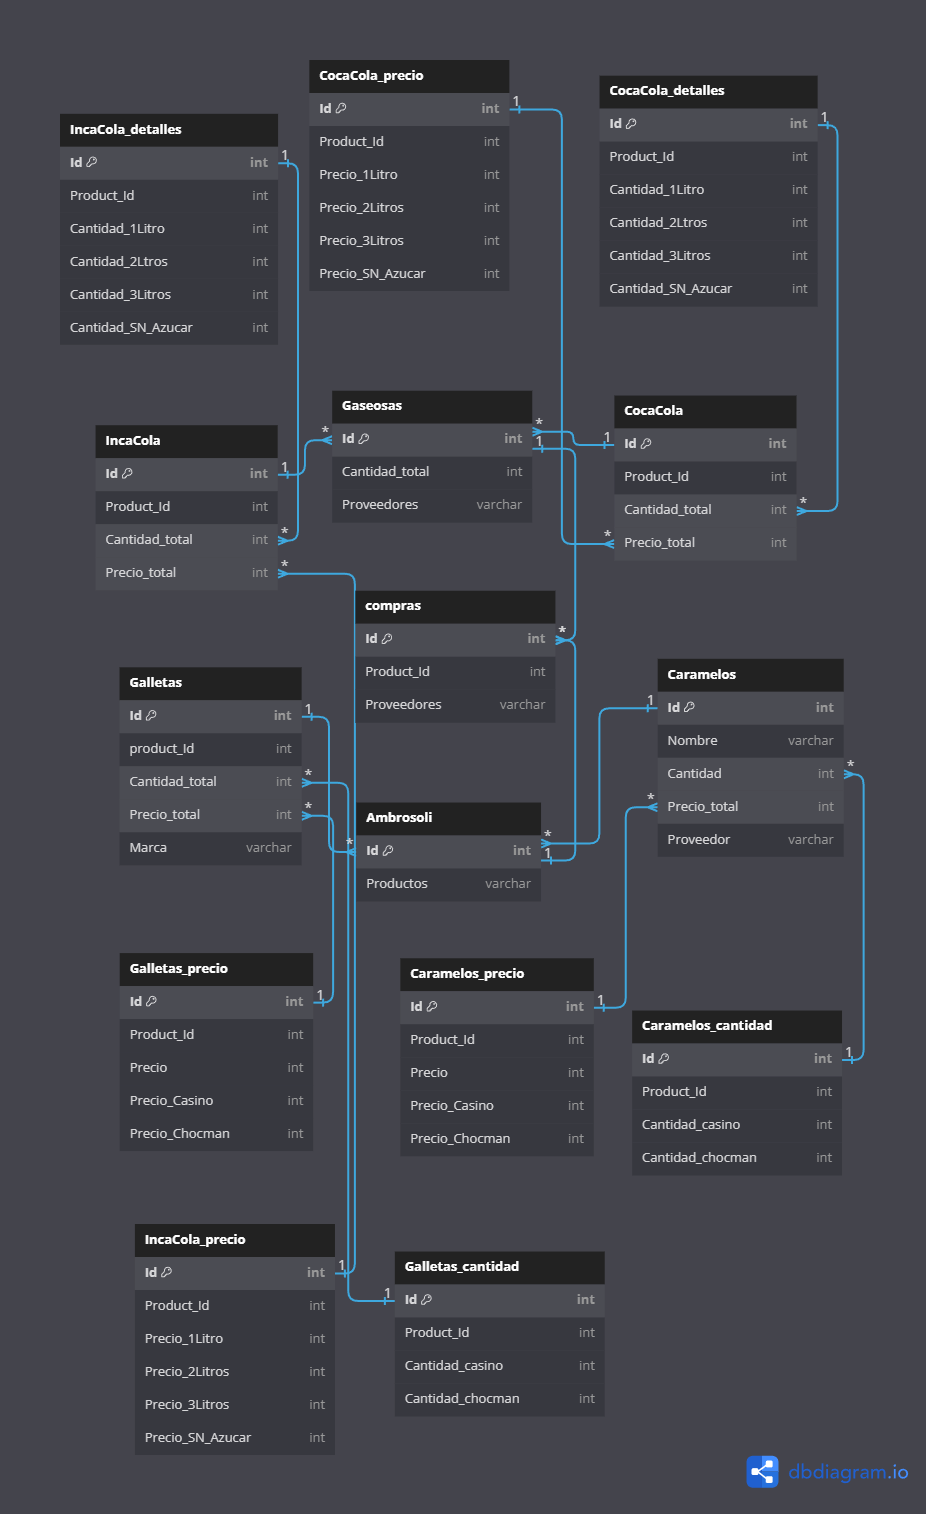 CocaCola_precio
Id int
Product_Id int
Precio_1Litro int
Precio_2Litros int
Precio_3Litros int
Precio_SN_Azucar int
CocaCola_detalles
Id int
Product_Id int
Cantidad_1Litro int
Cantidad_2Ltros int
Cantidad_3Litros int
Cantidad_SN_Azucar int
IncaCola_detalles
Id int
Product_Id int
Cantidad_1Litro int
Cantidad_2Ltros int
Cantidad_3Litros int
Cantidad_SN_Azucar int
Gaseosas
Id int
Cantidad_total int
Proveedores varchar
CocaCola
Id int
Product_Id int
Cantidad_total int
Precio_total int
IncaCola
Id int
Product_Id int
Cantidad_total int
Precio_total int
compras
Id int
Product_Id int
Proveedores varchar
Galletas
Id int
product_Id int
Cantidad_total int
Precio_total int
Marca varchar
Caramelos
Id int
Nombre varchar
Cantidad int
Precio_total int
Proveedor varchar
Ambrosoli
Id int
Productos varchar
Galletas_precio
Id int
Product_Id int
Precio int
Precio_Casino int
Precio_Chocman int
Caramelos_precio
Id int
Product_Id int
Precio int
Precio_Casino int
Precio_Chocman int
Caramelos_cantidad
Id int
Product_Id int
Cantidad_casino int
Cantidad_chocman int
IncaCola_precio
Id int
Product_Id int
Precio_1Litro int
Precio_2Litros int
Precio_3Litros int
Precio_SN_Azucar int
Galletas_cantidad
Id int
Product_Id int
Cantidad_casino int
Cantidad_chocman int
1
1
1
*
*
1
1
1
*
*
*
*
*
1
1
*
*
*
*
*
*
1
1
1
1
1
1
dbdiagram.io